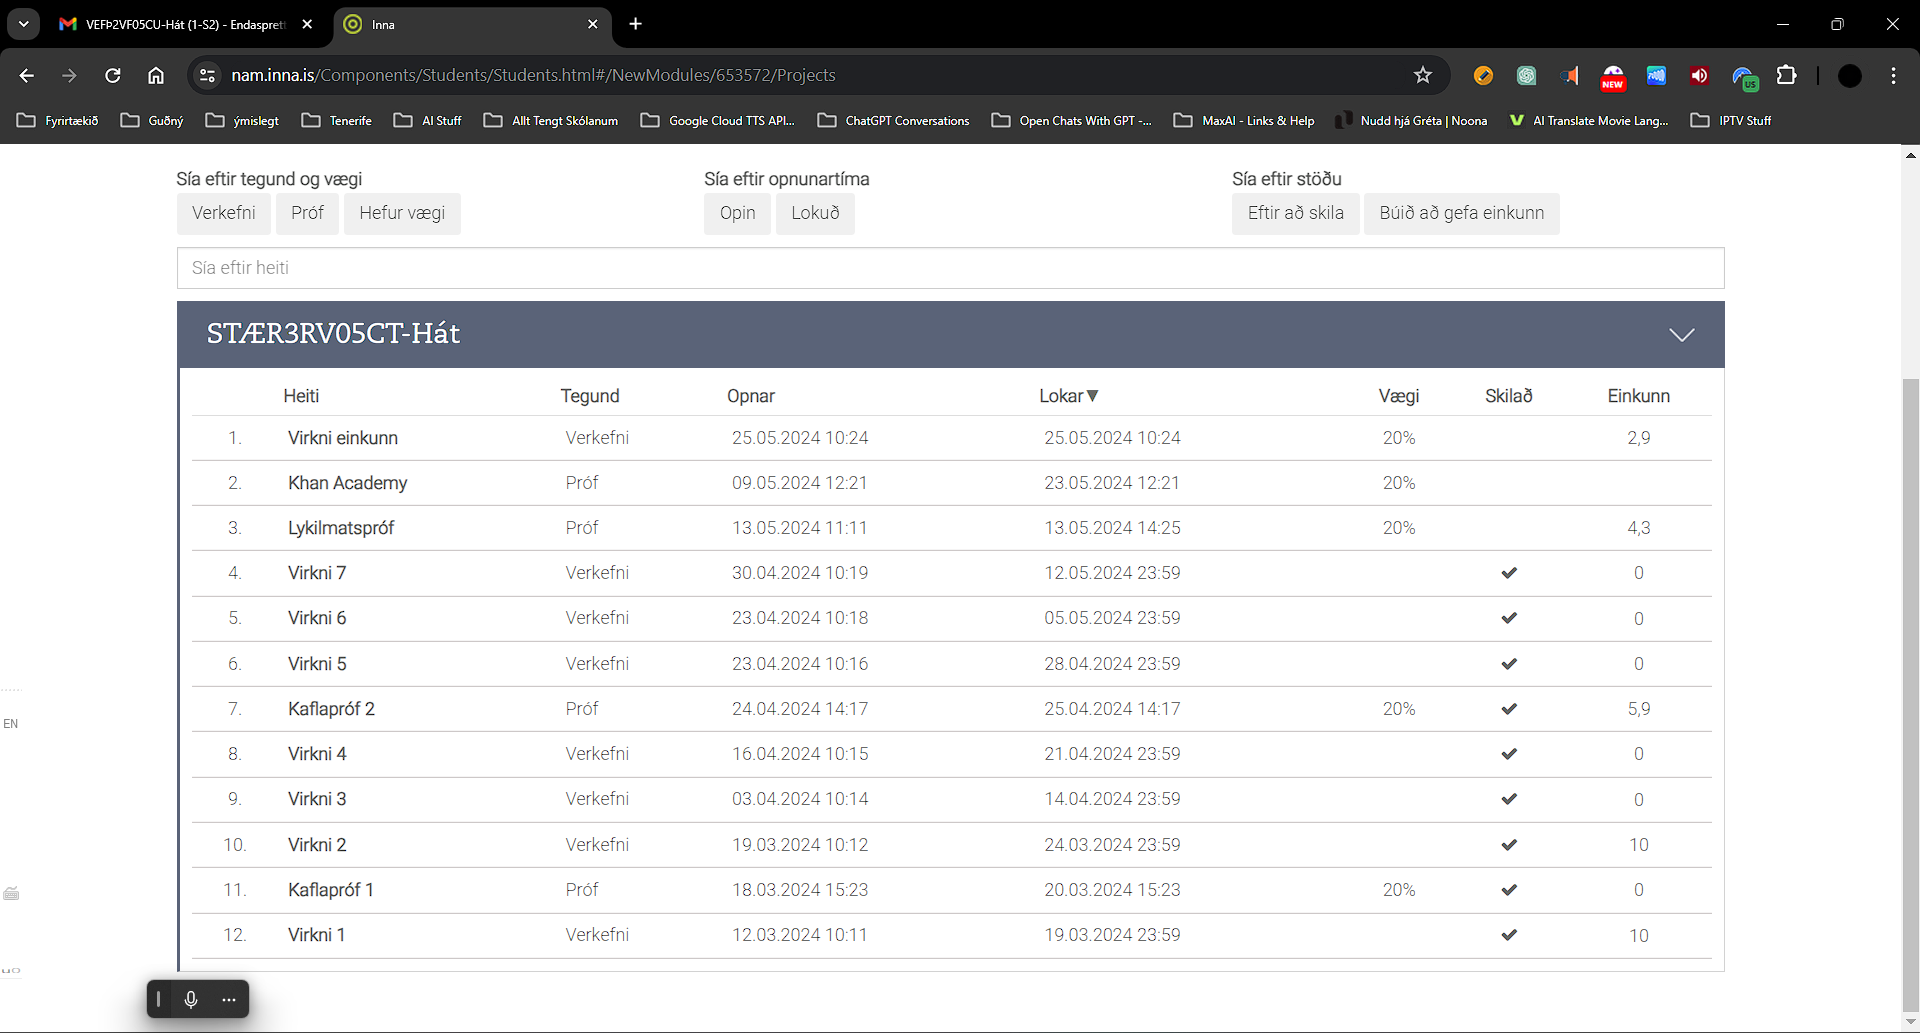 VEFÞ2VF05CU-Hát (1-S2) - Endasprett
Inna
nam.inna.is/Components/Students/Students.html#/NewModules/653572/Projects
NEW
US
Fyrirtækið Guðný ýmislegt Tenerife AI Stuff Allt Tengt Skólanum Google Cloud TTS API... ChatGPT Conversations Open Chats With GPT -... MaxAI - Links & Help Nudd hjá Gréta | Noona AI Translate Movie Lang... IPTV Stuff
Sía eftir tegund og vægi Sía eftir opnunartíma Sía eftir stöðu
Verkefni Próf Hefur vægi Opin Lokuð Eftir að skila Búið að gefa einkunn
Sía eftir heiti
STÆR3RV05CT-Hát
Heiti Tegund Opnar Lokar▼ Vægi Skilað Einkunn
1. Virkni einkunn Verkefni 25.05.2024 10:24 25.05.2024 10:24 20% 2,9
2. Khan Academy Próf 09.05.2024 12:21 23.05.2024 12:21 20%
3. Lykilmatspróf Próf 13.05.2024 11:11 13.05.2024 14:25 20% 4,3
4. Virkni 7 Verkefni 30.04.2024 10:19 12.05.2024 23:59 ✔ 0
5. Virkni 6 Verkefni 23.04.2024 10:18 05.05.2024 23:59 ✔ 0
6. Virkni 5 Verkefni 23.04.2024 10:16 28.04.2024 23:59 ✔ 0
7. Kaflapróf 2 Próf 24.04.2024 14:17 25.04.2024 14:17 20% ✔ 5,9
8. Virkni 4 Verkefni 16.04.2024 10:15 21.04.2024 23:59 ✔ 0
9. Virkni 3 Verkefni 03.04.2024 10:14 14.04.2024 23:59 ✔ 0
10. Virkni 2 Verkefni 19.03.2024 10:12 24.03.2024 23:59 ✔ 10
11. Kaflapróf 1 Próf 18.03.2024 15:23 20.03.2024 15:23 20% ✔ 0
12. Virkni 1 Verkefni 12.03.2024 10:11 19.03.2024 23:59 ✔ 10
EN